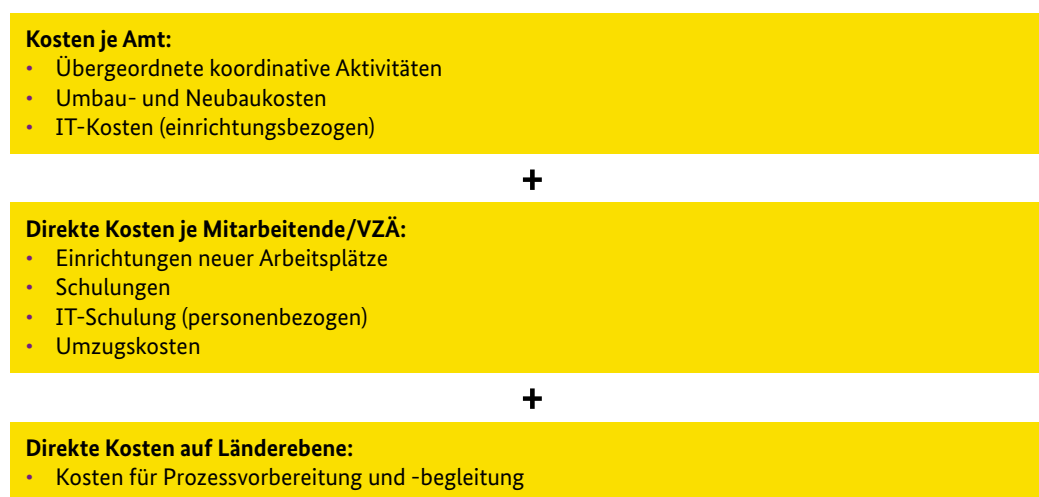 Kosten je Amt:
• Übergeordnete koordinative Aktivitäten
• Umbau- und Neubaukosten
• IT-Kosten (einrichtungsbezogen)
+
Direkte Kosten je Mitarbeitende/VZÄ:
• Einrichtungen neuer Arbeitsplätze
• Schulungen
• IT-Schulung (personenbezogen)
• Umzugskosten
+
Direkte Kosten auf Länderebene:
• Kosten für Prozessvorbereitung und -begleitung